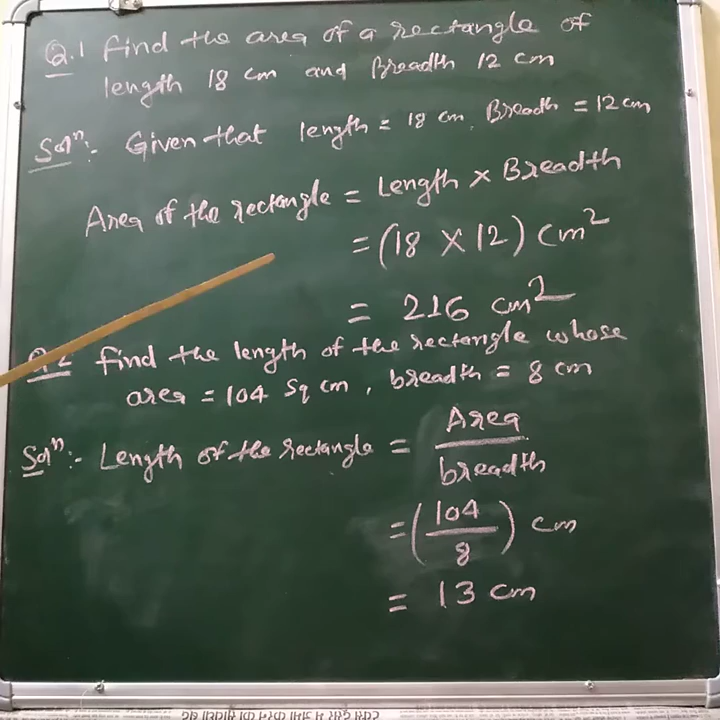 Q.1 Find the area of a rectangle of
length 18 cm and Breadth 12 cm
Solⁿ:- Given that length = 18 cm, Breadth = 12 cm
Area of the rectangle = Length × Breadth
= (18 × 12) cm²
= 216 cm²
Q.2 Find the length of the rectangle whose
area = 104 Sq cm, breadth = 8 cm
Solⁿ:- Length of the rectangle = Area / breadth
= (104 / 8) cm
= 13 cm